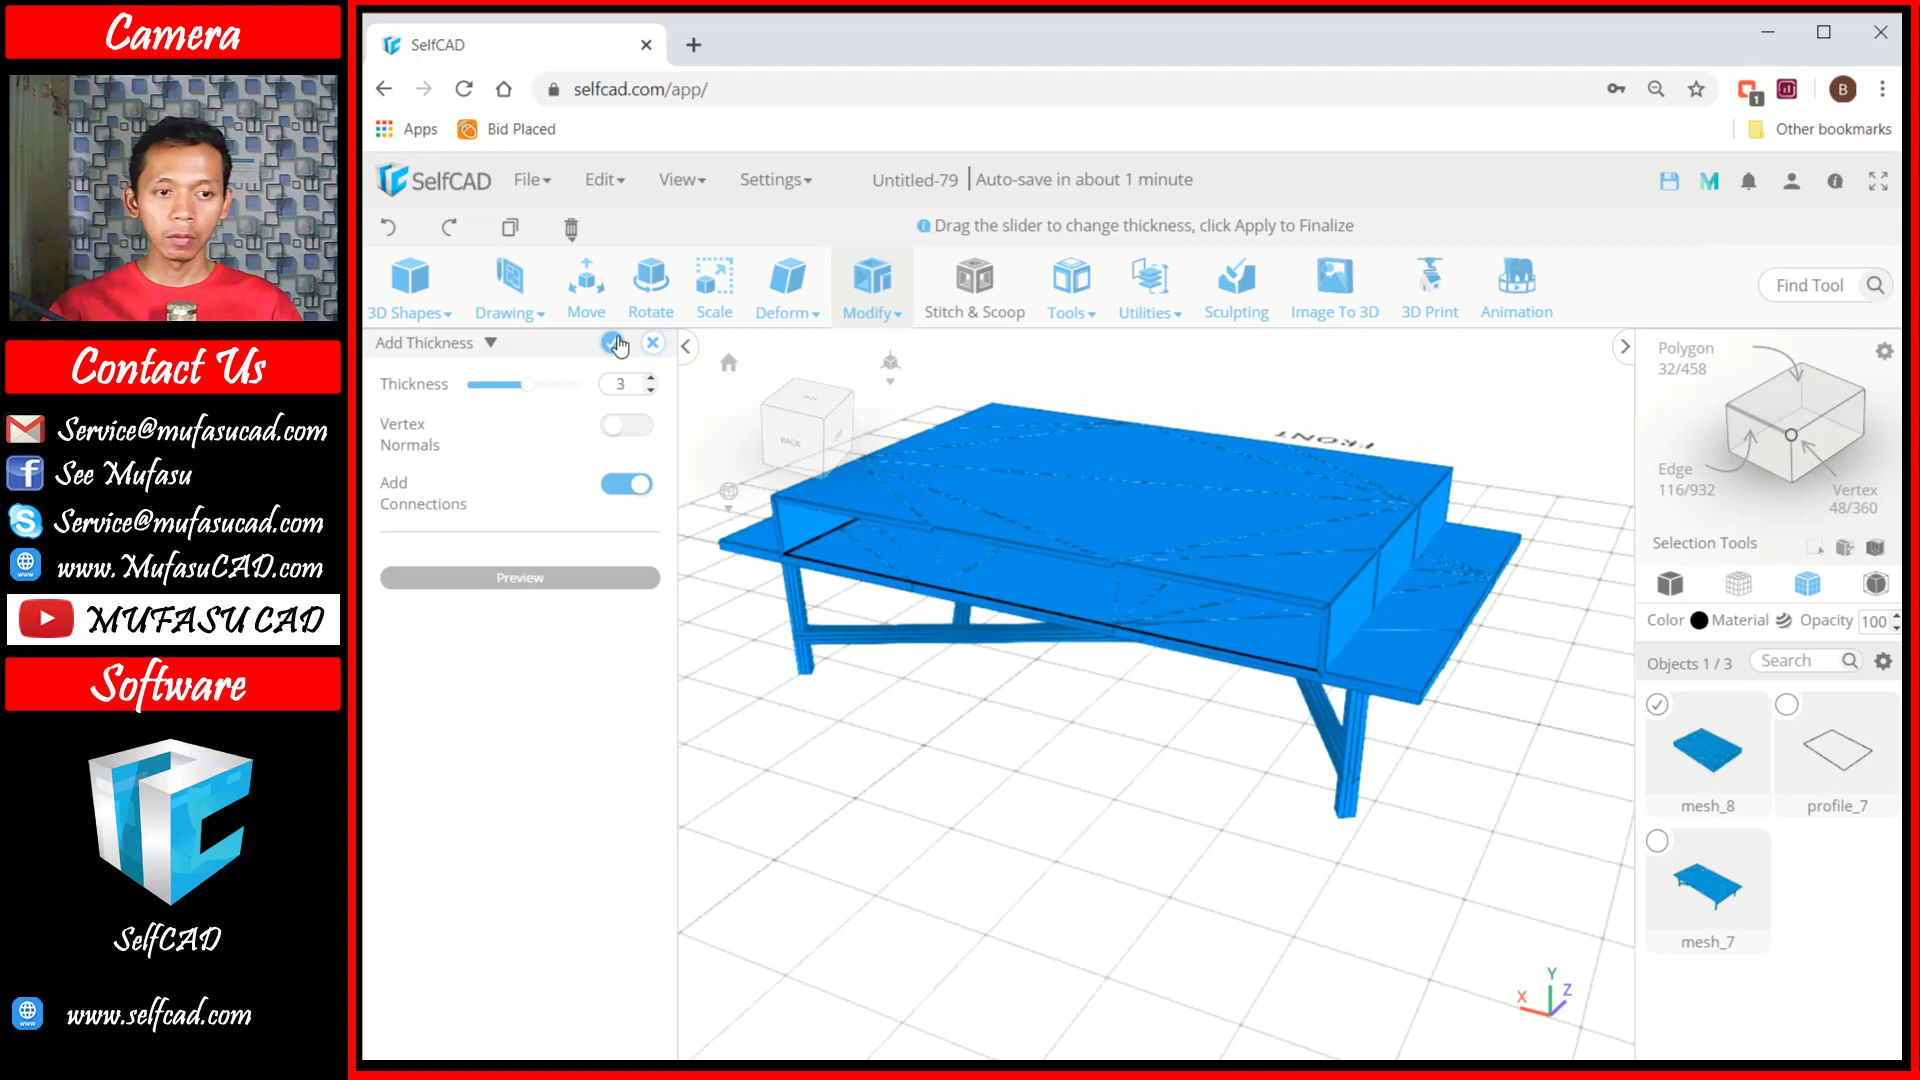 Camera
Contact Us
Service@mufasucad.com
See Mufasu
Service@mufasucad.com
www.MufasuCAD.com
MUFASU CAD
Software
SelfCAD
www.selfcad.com
SelfCAD
selfcad.com/app/
1
B
Apps
Bid Placed
Other bookmarks
SelfCAD
File
Edit
View
Settings
Untitled-79
Auto-save in about 1 minute
Drag the slider to change thickness, click Apply to Finalize
3D Shapes
Drawing
Move
Rotate
Scale
Deform
Modify
Stitch & Scoop
Tools
Utilities
Sculpting
Image To 3D
3D Print
Animation
Find Tool
Add Thickness
Thickness
3
Vertex
Normals
Add
Connections
Preview
BACK
FRONT
X
Y
Z
Polygon
32/458
Edge
116/932
Vertex
48/360
Selection Tools
Color
Material
Opacity
100
Objects 1 / 3
Search
mesh_8
profile_7
mesh_7